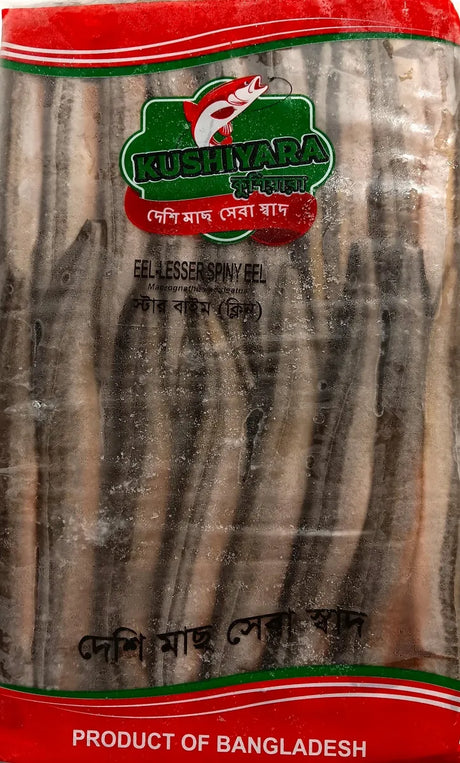 KUSHIYARA
কুশিয়ারা
দেশি মাছ সেরা স্বাদ
EEL-LESSER SPINY EEL
স্টার বাইম (ক্লিন)
দেশি মাছ সেরা স্বাদ
PRODUCT OF BANGLADESH